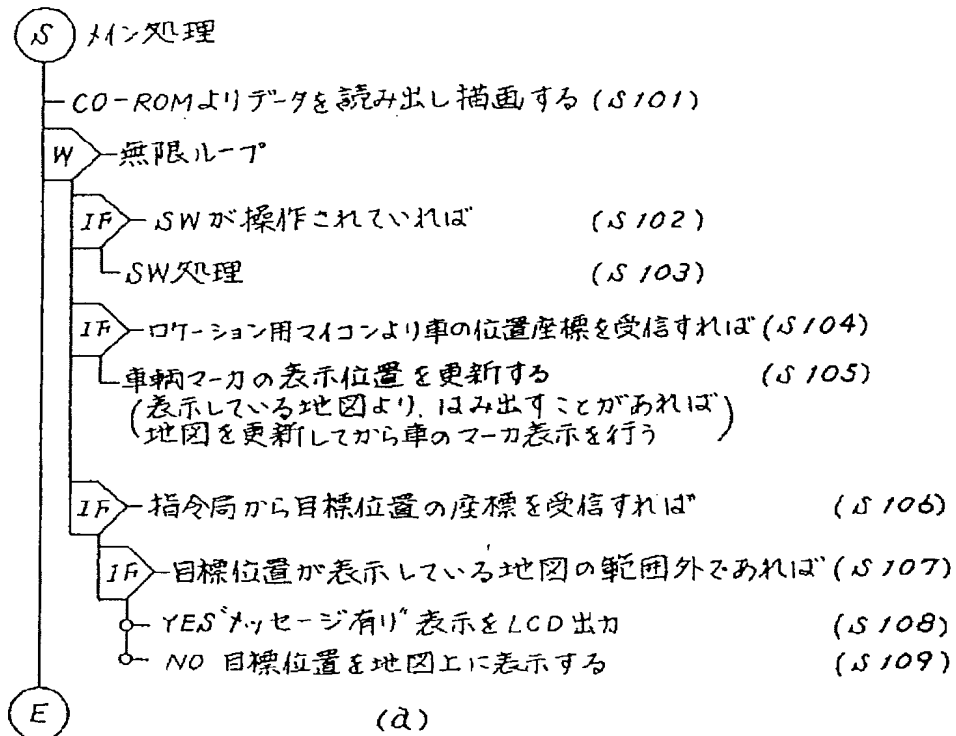 S メイン処理
CD-ROMよりデータを読み出し描画する (S101)
W 無限ループ
IF SWが操作されていれば (S102)
SW処理 (S103)
IF ロケーション用マイコンより車の位置座標を受信すれば (S104)
車輌マーカの表示位置を更新する (S105)
(表示している地図より、はみ出すことがあれば
地図を更新してから車のマーカ表示を行う)
IF 指令局から目標位置の座標を受信すれば (S106)
IF 目標位置が表示している地図の範囲外であれば (S107)
YES "メッセージ有り" 表示をLCD出力 (S108)
NO 目標位置を地図上に表示する (S109)
E
(a)